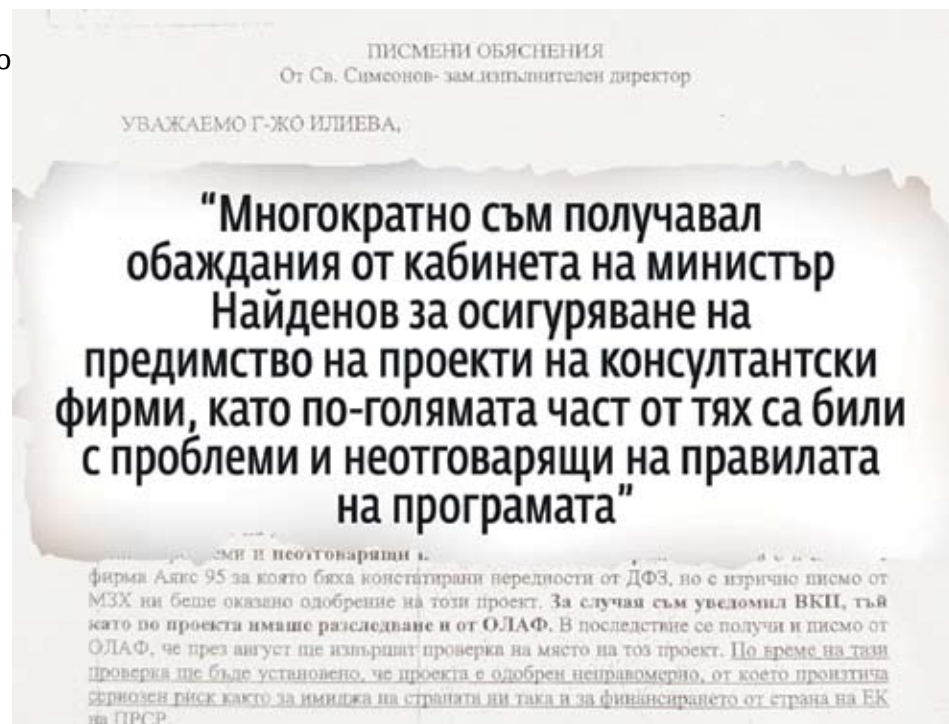 о
ПИСМЕНИ ОБЯСНЕНИЯ
От Св. Симеонов- зам.изпълнителен директор
УВАЖАЕМО Г-ЖО ИЛИЕВА,
“Многократно съм получавал
обаждания от кабинета на министър
Найденов за осигуряване на
предимство на проекти на консултантски
фирми, като по-голямата част от тях са били
с проблеми и неотговарящи на правилата
на програмата”
и неотговарящи
фирма Аякс 95 за която бяха констатирани нередности от ДФЗ, но с изрично писмо от
МЗХ ни беше оказано одобрение на този проект. За случая съм уведомил ВКП, тъй
като по проекта имаше разследване и от ОЛАФ. В последствие се получи и писмо от
ОЛАФ, че през август ще извършат проверка на място на тоз проект. По време на тази
проверка ще бъде установено, че проекта е одобрен неправомерно, от което произтича
сериозен риск както за имиджа на страната ни така и за финансирането от страна на ЕК
на ПРСР.